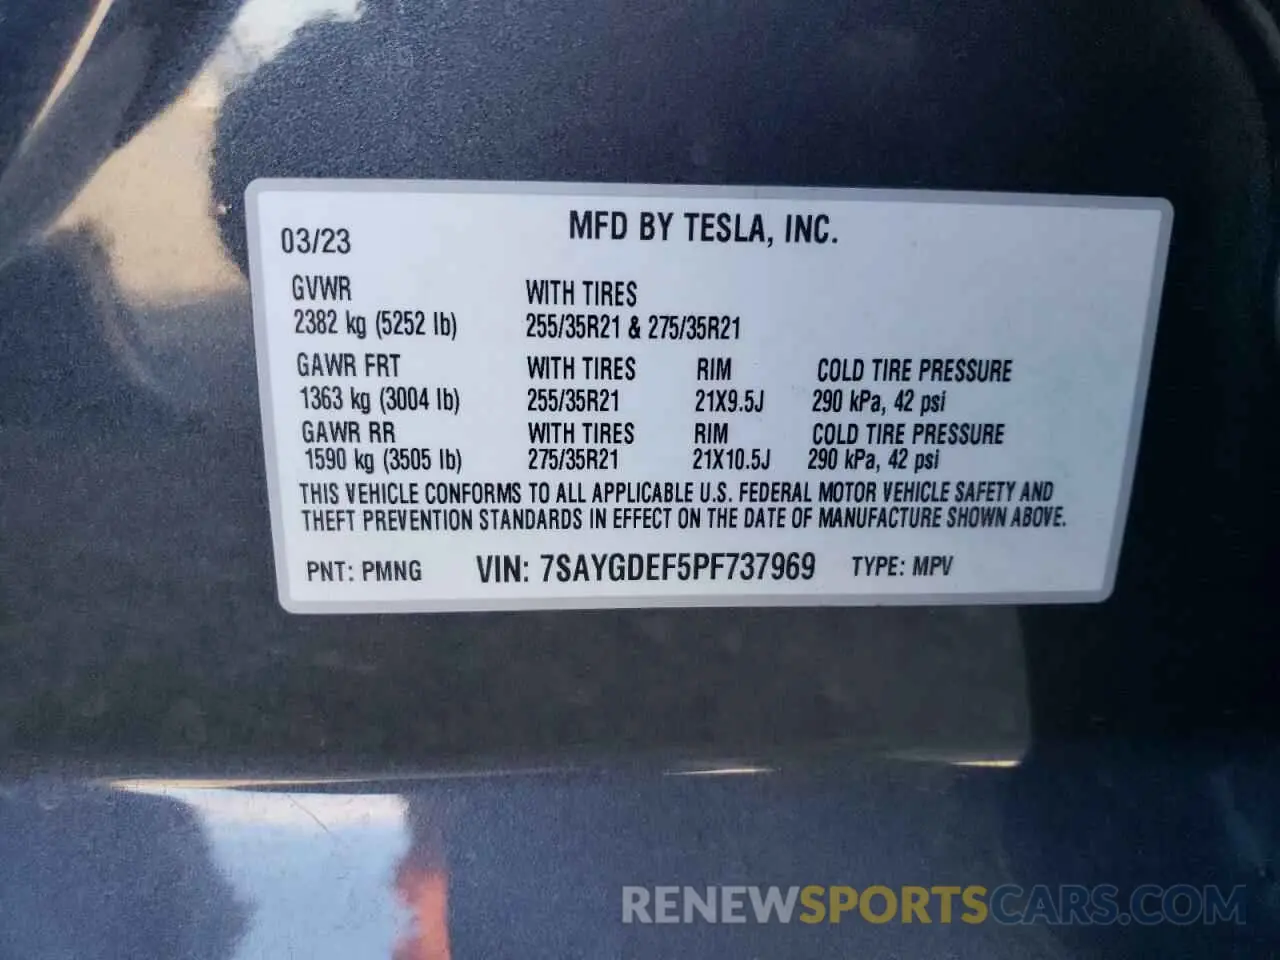 MFD BY TESLA, INC.
03/23
GVWR WITH TIRES
2382 kg (5252 lb) 255/35R21 & 275/35R21
GAWR FRT WITH TIRES RIM COLD TIRE PRESSURE
1363 kg (3004 lb) 255/35R21 21X9.5J 290 kPa, 42 psi
GAWR RR WITH TIRES RIM COLD TIRE PRESSURE
1590 kg (3505 lb) 275/35R21 21X10.5J 290 kPa, 42 psi
THIS VEHICLE CONFORMS TO ALL APPLICABLE U.S. FEDERAL MOTOR VEHICLE SAFETY AND
THEFT PREVENTION STANDARDS IN EFFECT ON THE DATE OF MANUFACTURE SHOWN ABOVE.
PNT: PMNG VIN: 7SAYGDEF5PF737969 TYPE: MPV
RENEWSPORTSCARS.COM